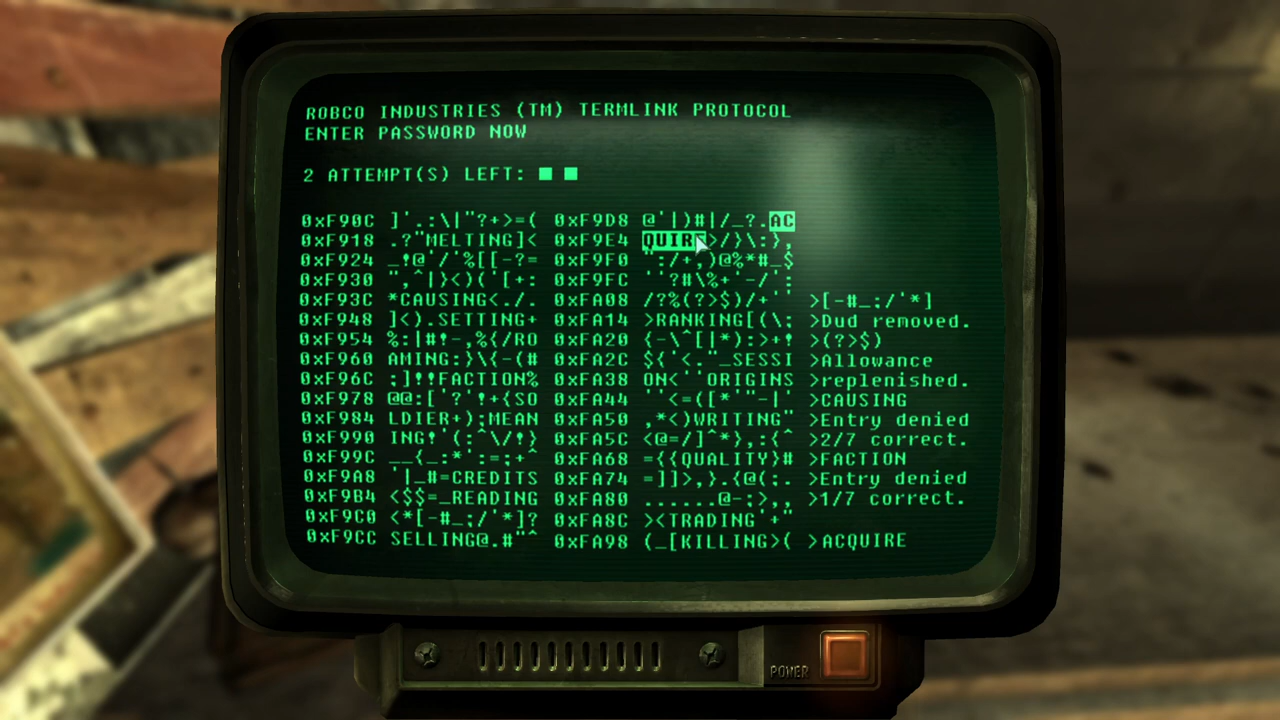 ROBCO INDUSTRIES (TM) TERMLINK PROTOCOL
ENTER PASSWORD NOW
2 ATTEMPT(S) LEFT: ■ ■
0xF90C ]'.:\|"?+>=( 0xF9D8 @'|)#|/_?.AC
0xF918 .?"MELTING]< 0xF9E4 QUIRE<>/}\:},
0xF924 _!@'/'%[[-?= 0xF9F0 ":/+,)@%*#_$
0xF930 ",^|}<)('[+: 0xF9FC ''?#\%+^-/':
0xF93C *CAUSING<./. 0xFA08 /?%(?>$)/+'' >[-#_;/'*]
0xF948 ]<).SETTING+ 0xFA14 >RANKING[(\; >Dud removed.
0xF954 %:|#!-,%{/RO 0xFA20 {-\^[|*):>+! >(?>$)
0xF960 AMING:}\{-(# 0xFA2C ${'<."_SESSI >Allowance
0xF96C ;]!!FACTION% 0xFA38 ON<''ORIGINS >replenished.
0xF978 @@:['?'!+{SO 0xFA44 ''<=([*'"-|' >CAUSING
0xF984 LDIER+);MEAN 0xFA50 ,*<)WRITING" >Entry denied
0xF990 ING!'(:^\/!} 0xFA5C <@=/]^*},:{^ >2/7 correct.
0xF99C __{_:*':=;+^ 0xFA68 ={{QUALITY}# >FACTION
0xF9A8 '|_#=CREDITS 0xFA74 =]]>,}.{@(:. >Entry denied
0xF9B4 <$$=_READING 0xFA80 ......@-;>,, >1/7 correct.
0xF9C0 <*[-#_;/'*]? 0xFA8C ><TRADING'+"
0xF9CC SELLING@.#"^ 0xFA98 (_[KILLING>( >ACQUIRE
POWER